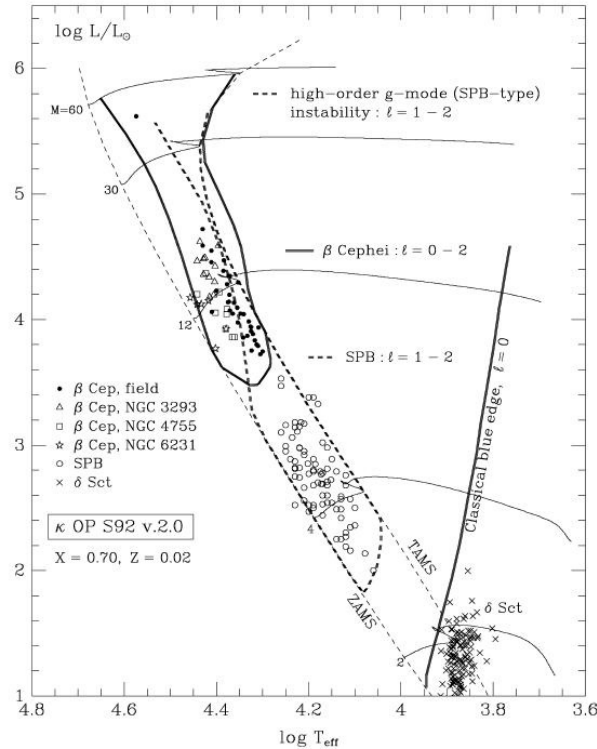 log L/L⊙
6
5
4
3
2
1
4.8
4.6
4.4
4.2
4
3.8
3.6
log Teff
M=60
30
12
4
2
high-order g-mode (SPB-type)
instability : ℓ = 1 − 2
β Cephei : ℓ = 0 − 2
SPB : ℓ = 1 − 2
Classical blue edge, ℓ = 0
β Cep, field
β Cep, NGC 3293
β Cep, NGC 4755
β Cep, NGC 6231
SPB
δ Sct
κ OP S92 v.2.0
X = 0.70, Z = 0.02
ZAMS
TAMS
δ Sct